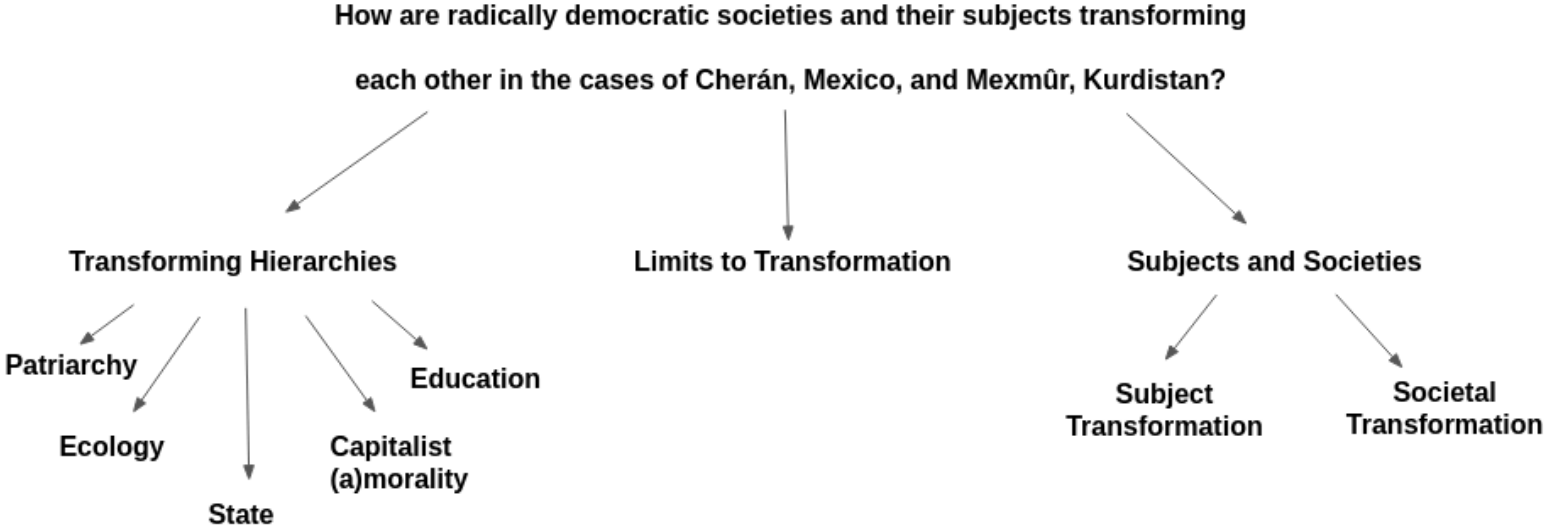 How are radically democratic societies and their subjects transforming
each other in the cases of Cherán, Mexico, and Mexmûr, Kurdistan?
Transforming Hierarchies
Limits to Transformation
Subjects and Societies
Patriarchy
Education
Ecology
Capitalist
(a)morality
State
Subject
Transformation
Societal
Transformation